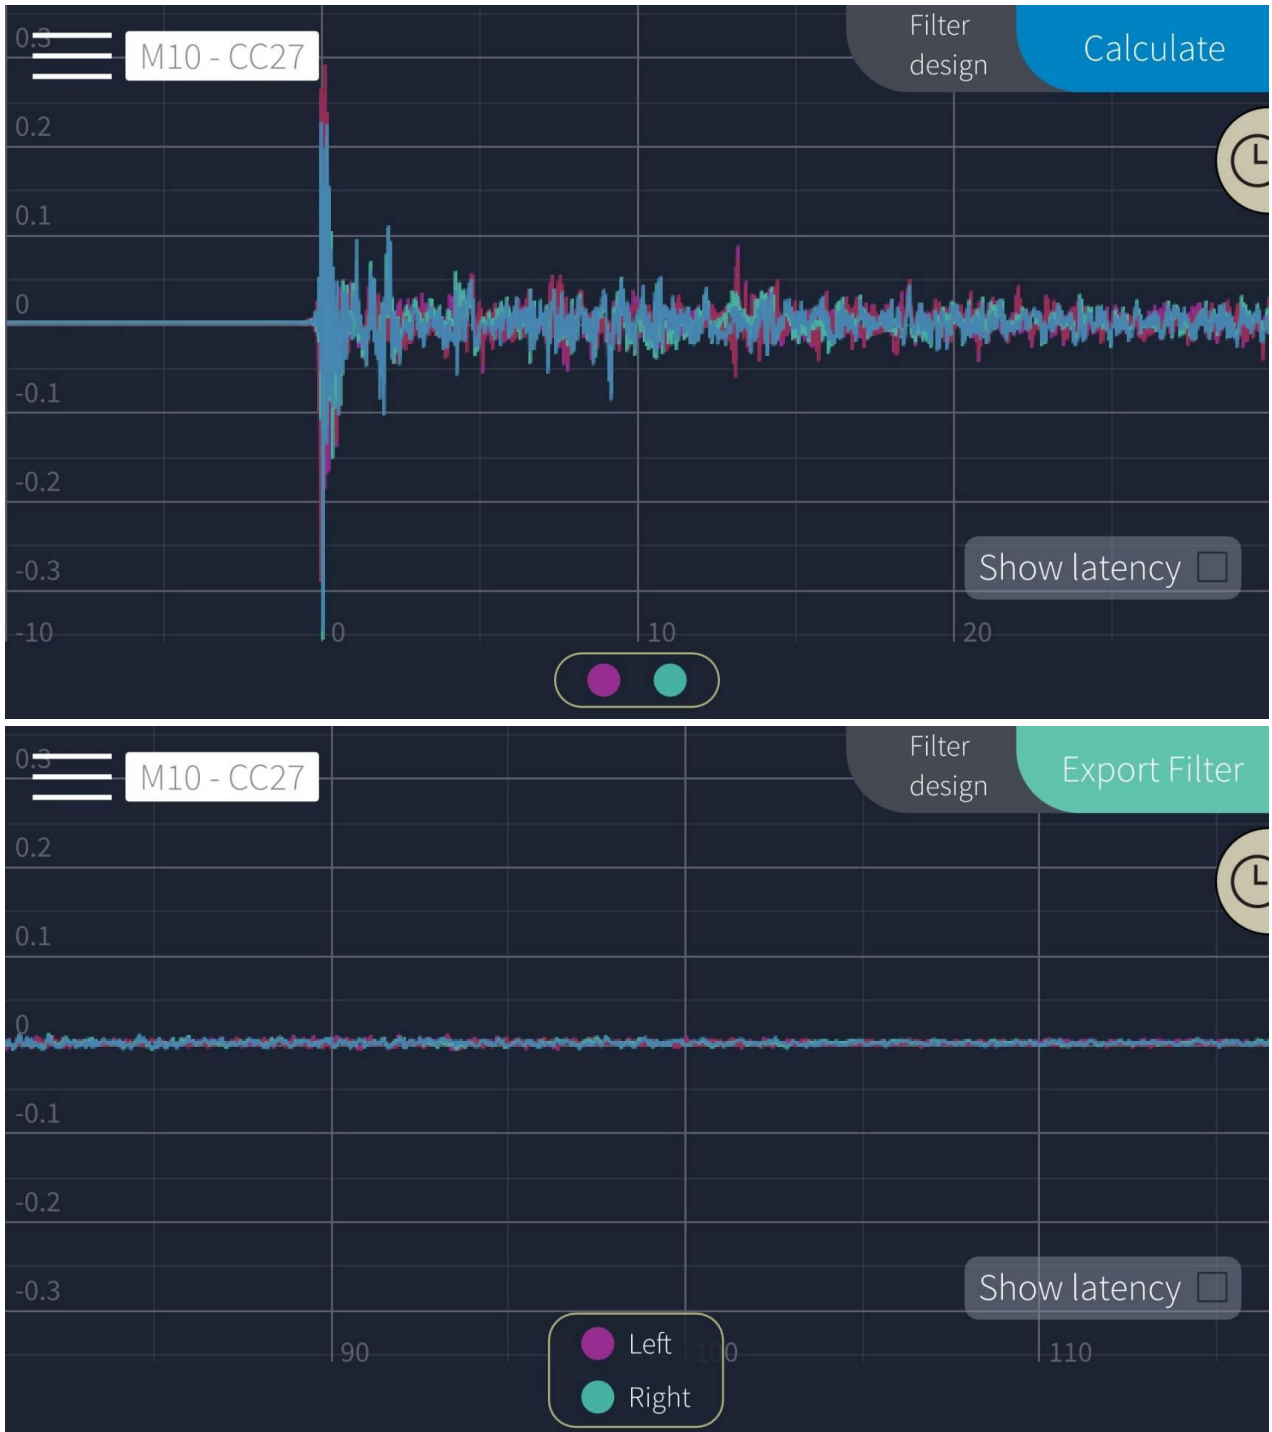 0.3
M10 - CC27
Filter
design
Calculate
0.2
0.1
0
-0.1
-0.2
-0.3
Show latency
-10
0
10
20
0.3
M10 - CC27
Filter
design
Export Filter
0.2
0.1
0
-0.1
-0.2
-0.3
Show latency
90
100
110
Left
Right